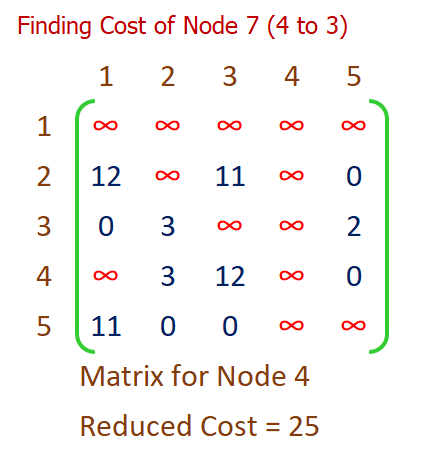 Finding Cost of Node 7 (4 to 3)
1 2 3 4 5
1 ∞ ∞ ∞ ∞ ∞
2 12 ∞ 11 ∞ 0
3 0 3 ∞ ∞ 2
4 ∞ 3 12 ∞ 0
5 11 0 0 ∞ ∞
Matrix for Node 4
Reduced Cost = 25